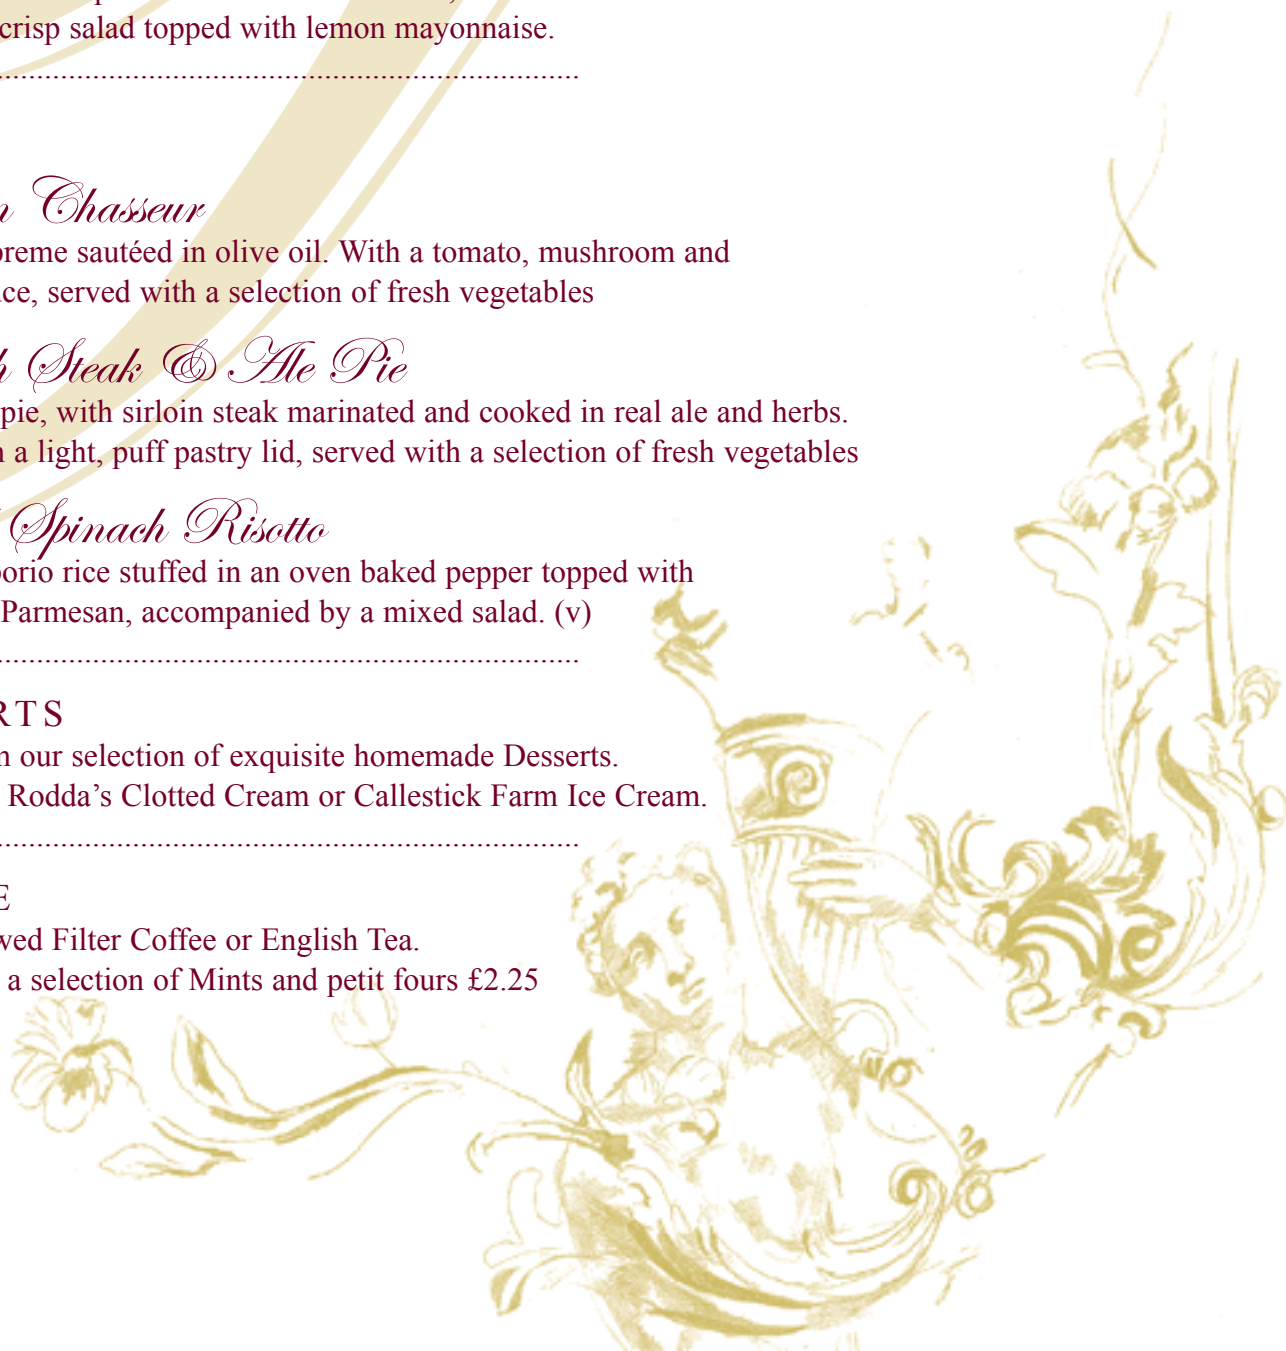 crisp salad topped with lemon mayonnaise.
Chasseur
sautéed in olive oil. With a tomato, mushroom and
served with a selection of fresh vegetables
Steak & Ale Pie
pie, with sirloin steak marinated and cooked in real ale and herbs.
a light, puff pastry lid, served with a selection of fresh vegetables
Spinach Risotto
rice stuffed in an oven baked pepper topped with
Parmesan, accompanied by a mixed salad. (v)
RTS
our selection of exquisite homemade Desserts.
Rodda's Clotted Cream or Callestick Farm Ice Cream.
E
Filter Coffee or English Tea.
a selection of Mints and petit fours £2.25